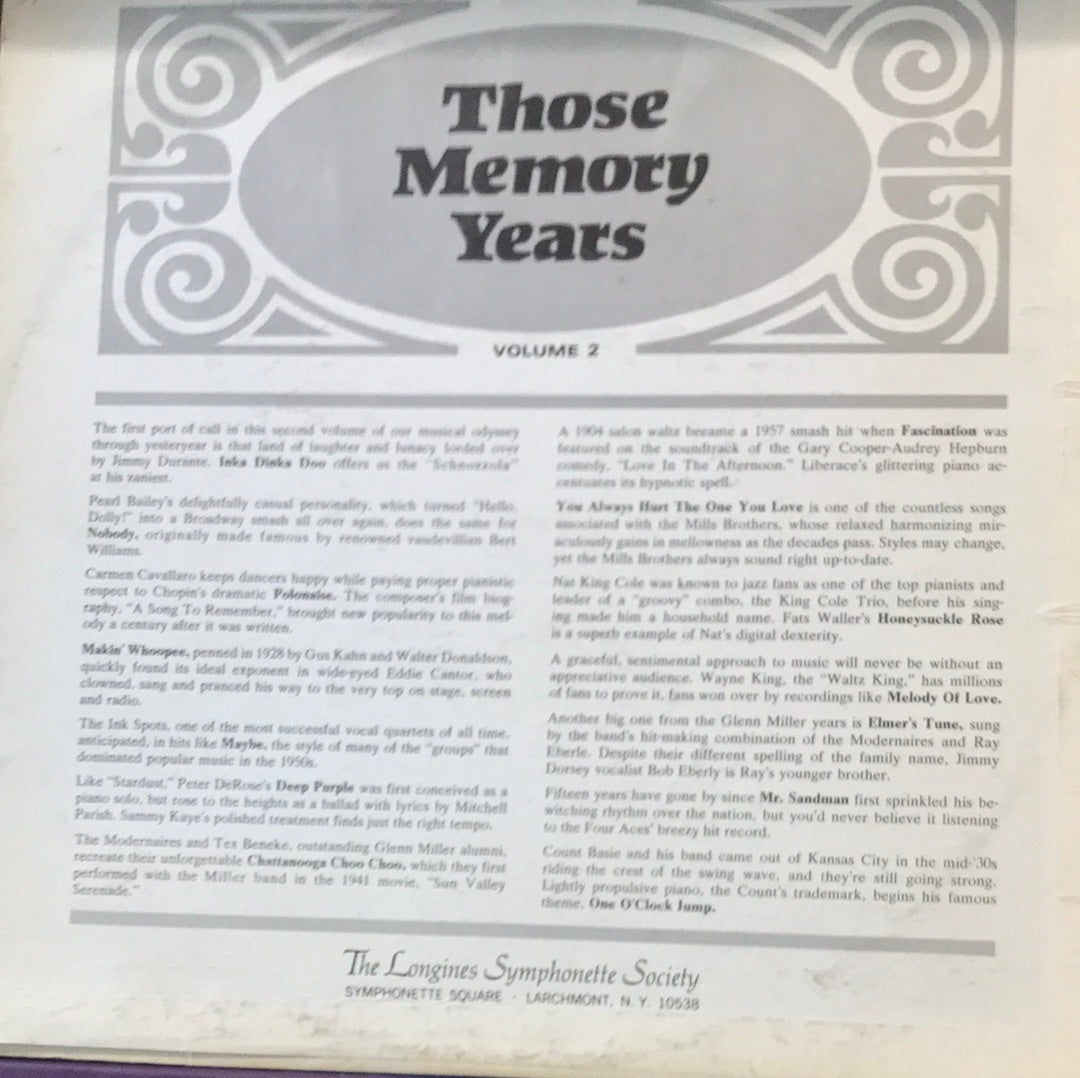 Those
Memory
Years
VOLUME 2
The first port of call in this second volume of our musical odyssey
through yesteryear is that land of laughter and lunacy lorded over
by Jimmy Durante. Inka Dinka Doo offers us the "Schnozzola"
at his zaniest.
Pearl Bailey's delightfully casual personality, which turned "Hello,
Dolly!" into a Broadway smash all over again, does the same for
Nobody, originally made famous by renowned vaudevillian Bert
Williams.
Carmen Cavallaro keeps dancers happy while paying proper pianistic
respect to Chopin's dramatic Polonaise. The composer's film biog-
raphy, "A Song To Remember," brought new popularity to this mel-
ody a century after it was written.
Makin' Whoopee, penned in 1928 by Gus Kahn and Walter Donaldson,
quickly found its ideal exponent in wide-eyed Eddie Cantor, who
clowned, sang and pranced his way to the very top on stage, screen
and radio.
The Ink Spots, one of the most successful vocal quartets of all time,
anticipated, in hits like Maybe, the style of many of the "groups" that
dominated popular music in the 1950s.
Like "Stardust," Peter DeRose's Deep Purple was first conceived as a
piano solo, but rose to the heights as a ballad with lyrics by Mitchell
Parish. Sammy Kaye's polished treatment finds just the right tempo.
The Modernaires and Tex Beneke, outstanding Glenn Miller alumni,
recreate their unforgettable Chattanooga Choo Choo, which they first
performed with the Miller band in the 1941 movie, "Sun Valley
Serenade."
A 1904 salon waltz became a 1957 smash hit when Fascination was
featured on the soundtrack of the Gary Cooper-Audrey Hepburn
comedy, "Love In The Afternoon." Liberace's glittering piano ac-
centuates its hypnotic spell.
You Always Hurt The One You Love is one of the countless songs
associated with the Mills Brothers, whose relaxed harmonizing mir-
aculously gains in mellowness as the decades pass. Styles may change,
yet the Mills Brothers always sound right up-to-date.
Nat King Cole was known to jazz fans as one of the top pianists and
leader of a "groovy" combo, the King Cole Trio, before his sing-
ing made him a household name. Fats Waller's Honeysuckle Rose
is a superb example of Nat's digital dexterity.
A graceful, sentimental approach to music will never be without an
appreciative audience. Wayne King, the "Waltz King," has millions
of fans to prove it, fans won over by recordings like Melody Of Love.
Another big one from the Glenn Miller years is Elmer's Tune, sung
by the band's hit-making combination of the Modernaires and Ray
Eberle. Despite their different spelling of the family name, Jimmy
Dorsey vocalist Bob Eberly is Ray's younger brother.
Fifteen years have gone by since Mr. Sandman first sprinkled his be-
witching rhythm over the nation, but you'd never believe it listening
to the Four Aces' breezy hit record.
Count Basie and his band came out of Kansas City in the mid-'30s
riding the crest of the swing wave, and they're still going strong.
Lightly propulsive piano, the Count's trademark, begins his famous
theme, One O'Clock Jump.
The Longines Symphonette Society
SYMPHONETTE SQUARE · LARCHMONT, N. Y. 10538